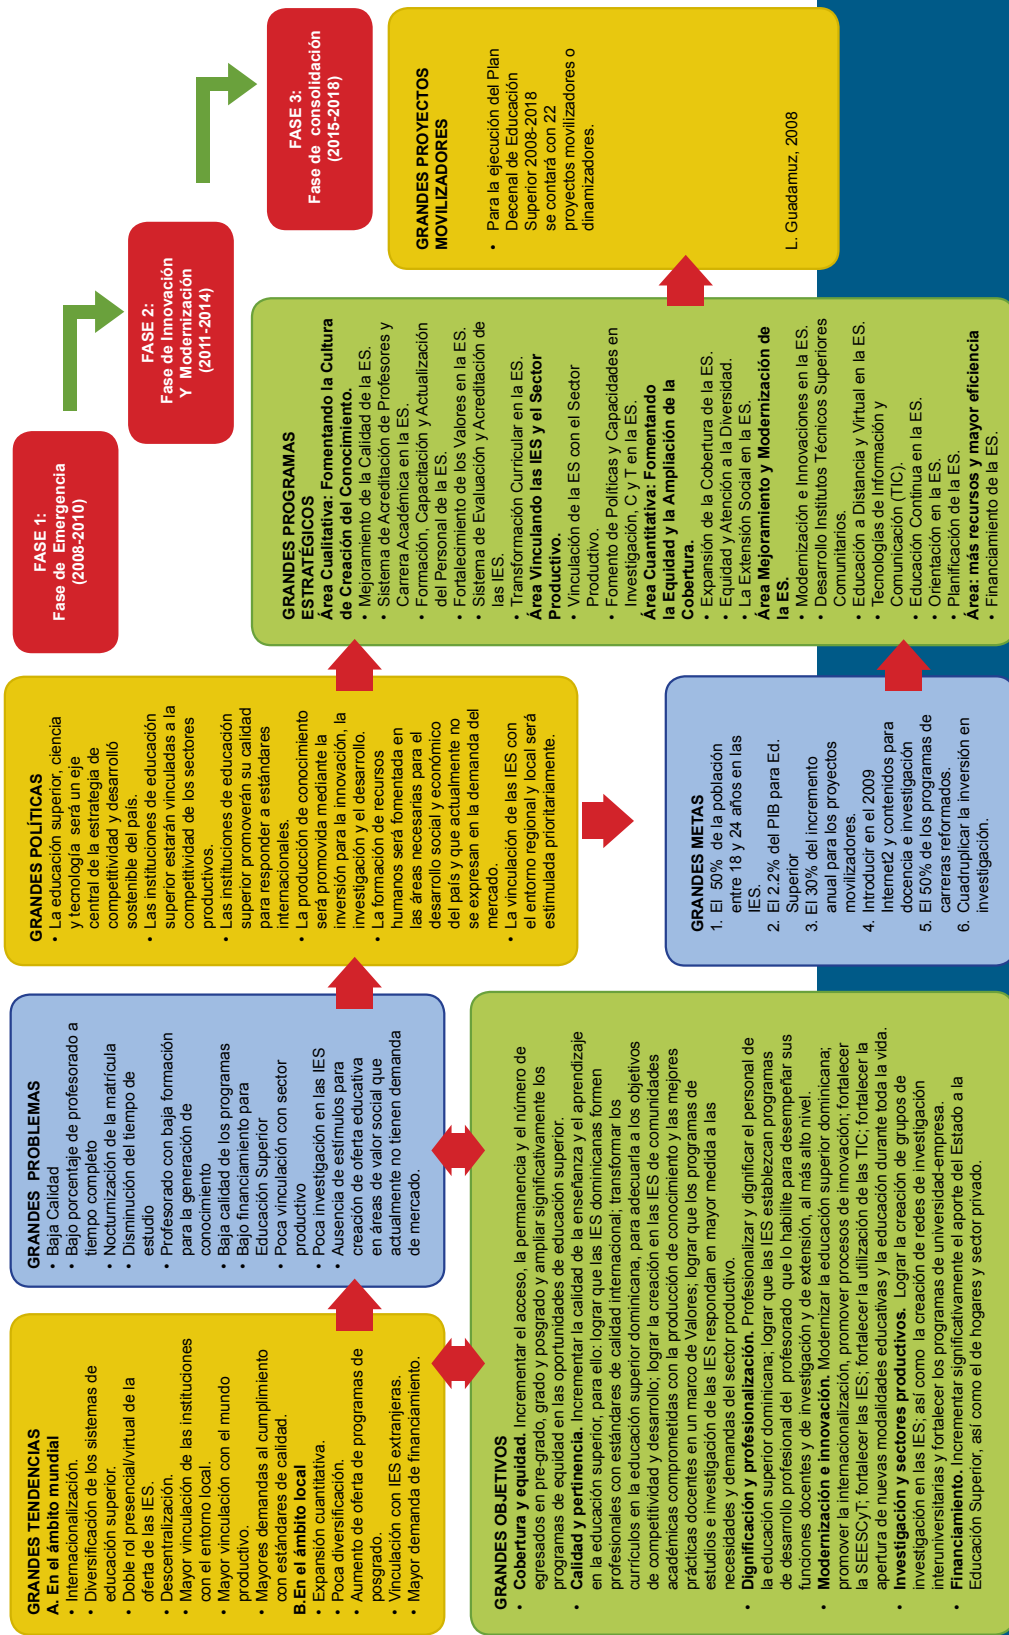 GRANDES TENDENCIAS
A. En el ámbito mundial
• Internacionalización.
• Diversificación de los sistemas de
educación superior.
• Doble rol presencial/virtual de la
oferta de las IES.
• Descentralización.
• Mayor vinculación de las instituciones
con el entorno local.
• Mayor vinculación con el mundo
productivo.
• Mayores demandas al cumplimiento
con estándares de calidad.
B.En el ámbito local
• Expansión cuantitativa.
• Poca diversificación.
• Aumento de oferta de programas de
posgrado.
• Vinculación con IES extranjeras.
• Mayor demanda de financiamiento.
GRANDES PROBLEMAS
• Baja Calidad
• Bajo porcentaje de profesorado a
tiempo completo
• Nocturnización de la matrícula
• Disminución del tiempo de
estudio
• Profesorado con baja formación
para la generación de
conocimiento
• Baja calidad de los programas
• Bajo financiamiento para
Educación Superior
• Poca vinculación con sector
productivo
• Poca investigación en las IES
• Ausencia de estímulos para
creación de oferta educativa
en áreas de valor social que
actualmente no tienen demanda
de mercado.
GRANDES POLÍTICAS
• La educación superior, ciencia
y tecnología será un eje
central de la estrategia de
competitividad y desarrolló
sostenible del país.
• Las instituciones de educación
superior estarán vinculadas a la
competitividad de los sectores
productivos.
• Las instituciones de educación
superior promoverán su calidad
para responder a estándares
internacionales.
• La producción de conocimiento
será promovida mediante la
inversión para la innovación, la
investigación y el desarrollo.
• La formación de recursos
humanos será fomentada en
las áreas necesarias para el
desarrollo social y económico
del país y que actualmente no
se expresan en la demanda del
mercado.
• La vinculación de las IES con
el entorno regional y local será
estimulada prioritariamente.
FASE 1:
Fase de Emergencia
(2008-2010)
FASE 2:
Fase de Innovación
Y Modernización
(2011-2014)
FASE 3:
Fase de consolidación
(2015-2018)
GRANDES OBJETIVOS
• Cobertura y equidad. Incrementar el acceso, la permanencia y el número de
egresados en pre-grado, grado y posgrado y ampliar significativamente los
programas de equidad en las oportunidades de educación superior.
• Calidad y pertinencia. Incrementar la calidad de la enseñanza y el aprendizaje
en la educación superior, para ello: lograr que las IES dominicanas formen
profesionales con estándares de calidad internacional; transformar los
currículos en la educación superior dominicana, para adecuarla a los objetivos
de competitividad y desarrollo; lograr la creación en las IES de comunidades
académicas comprometidas con la producción de conocimiento y las mejores
prácticas docentes en un marco de Valores; lograr que los programas de
estudios e investigación de las IES respondan en mayor medida a las
necesidades y demandas del sector productivo.
• Dignificación y profesionalización. Profesionalizar y dignificar el personal de
la educación superior dominicana; lograr que las IES establezcan programas
de desarrollo profesional del profesorado que lo habilite para desempeñar sus
funciones docentes y de investigación y de extensión, al más alto nivel.
• Modernización e innovación. Modernizar la educación superior dominicana;
promover la internacionalización, promover procesos de innovación; fortalecer
la SEESCyT; fortalecer las IES; fortalecer la utilización de las TIC; fortalecer la
apertura de nuevas modalidades educativas y la educación durante toda la vida.
• Investigación y sectores productivos. Lograr la creación de grupos de
investigación en las IES; así como la creación de redes de investigación
interuniversitarias y fortalecer los programas de universidad-empresa.
• Financiamiento. Incrementar significativamente el aporte del Estado a la
Educación Superior, así como el de hogares y sector privado.
GRANDES METAS
1. El 50% de la población
entre 18 y 24 años en las
IES.
2. El 2.2% del PIB para Ed.
Superior
3. El 30% del incremento
anual para los proyectos
movilizadores.
4. Introducir en el 2009
Internet2 y contenidos para
docencia e investigación
5. El 50% de los programas de
carreras reformados.
6. Cuadruplicar la inversión en
investigación.
GRANDES PROGRAMAS
ESTRATÉGICOS
Área Cualitativa: Fomentando la Cultura
de Creación del Conocimiento.
• Mejoramiento de la Calidad de la ES.
• Sistema de Acreditación de Profesores y
Carrera Académica en la ES.
• Formación, Capacitación y Actualización
del Personal de la ES.
• Fortalecimiento de los Valores en la ES.
• Sistema de Evaluación y Acreditación de
las IES.
• Transformación Curricular en la ES.
Área Vinculando las IES y el Sector
Productivo.
• Vinculación de la ES con el Sector
Productivo.
• Fomento de Políticas y Capacidades en
Investigación, C y T en la ES.
Área Cuantitativa: Fomentando
la Equidad y la Ampliación de la
Cobertura.
• Expansión de la Cobertura de la ES.
• Equidad y Atención a la Diversidad.
• La Extensión Social en la ES.
Área Mejoramiento y Modernización de
la ES.
• Modernización e Innovaciones en la ES.
• Desarrollo Institutos Técnicos Superiores
Comunitarios.
• Educación a Distancia y Virtual en la ES.
• Tecnologías de Información y
Comunicación (TIC).
• Educación Continua en la ES.
• Orientación en la ES.
• Planificación de la ES.
Área: más recursos y mayor eficiencia
• Financiamiento de la ES.
GRANDES PROYECTOS
MOVILIZADORES
• Para la ejecución del Plan
Decenal de Educación
Superior 2008-2018
se contará con 22
proyectos movilizadores o
dinamizadores.
L. Guadamuz, 2008